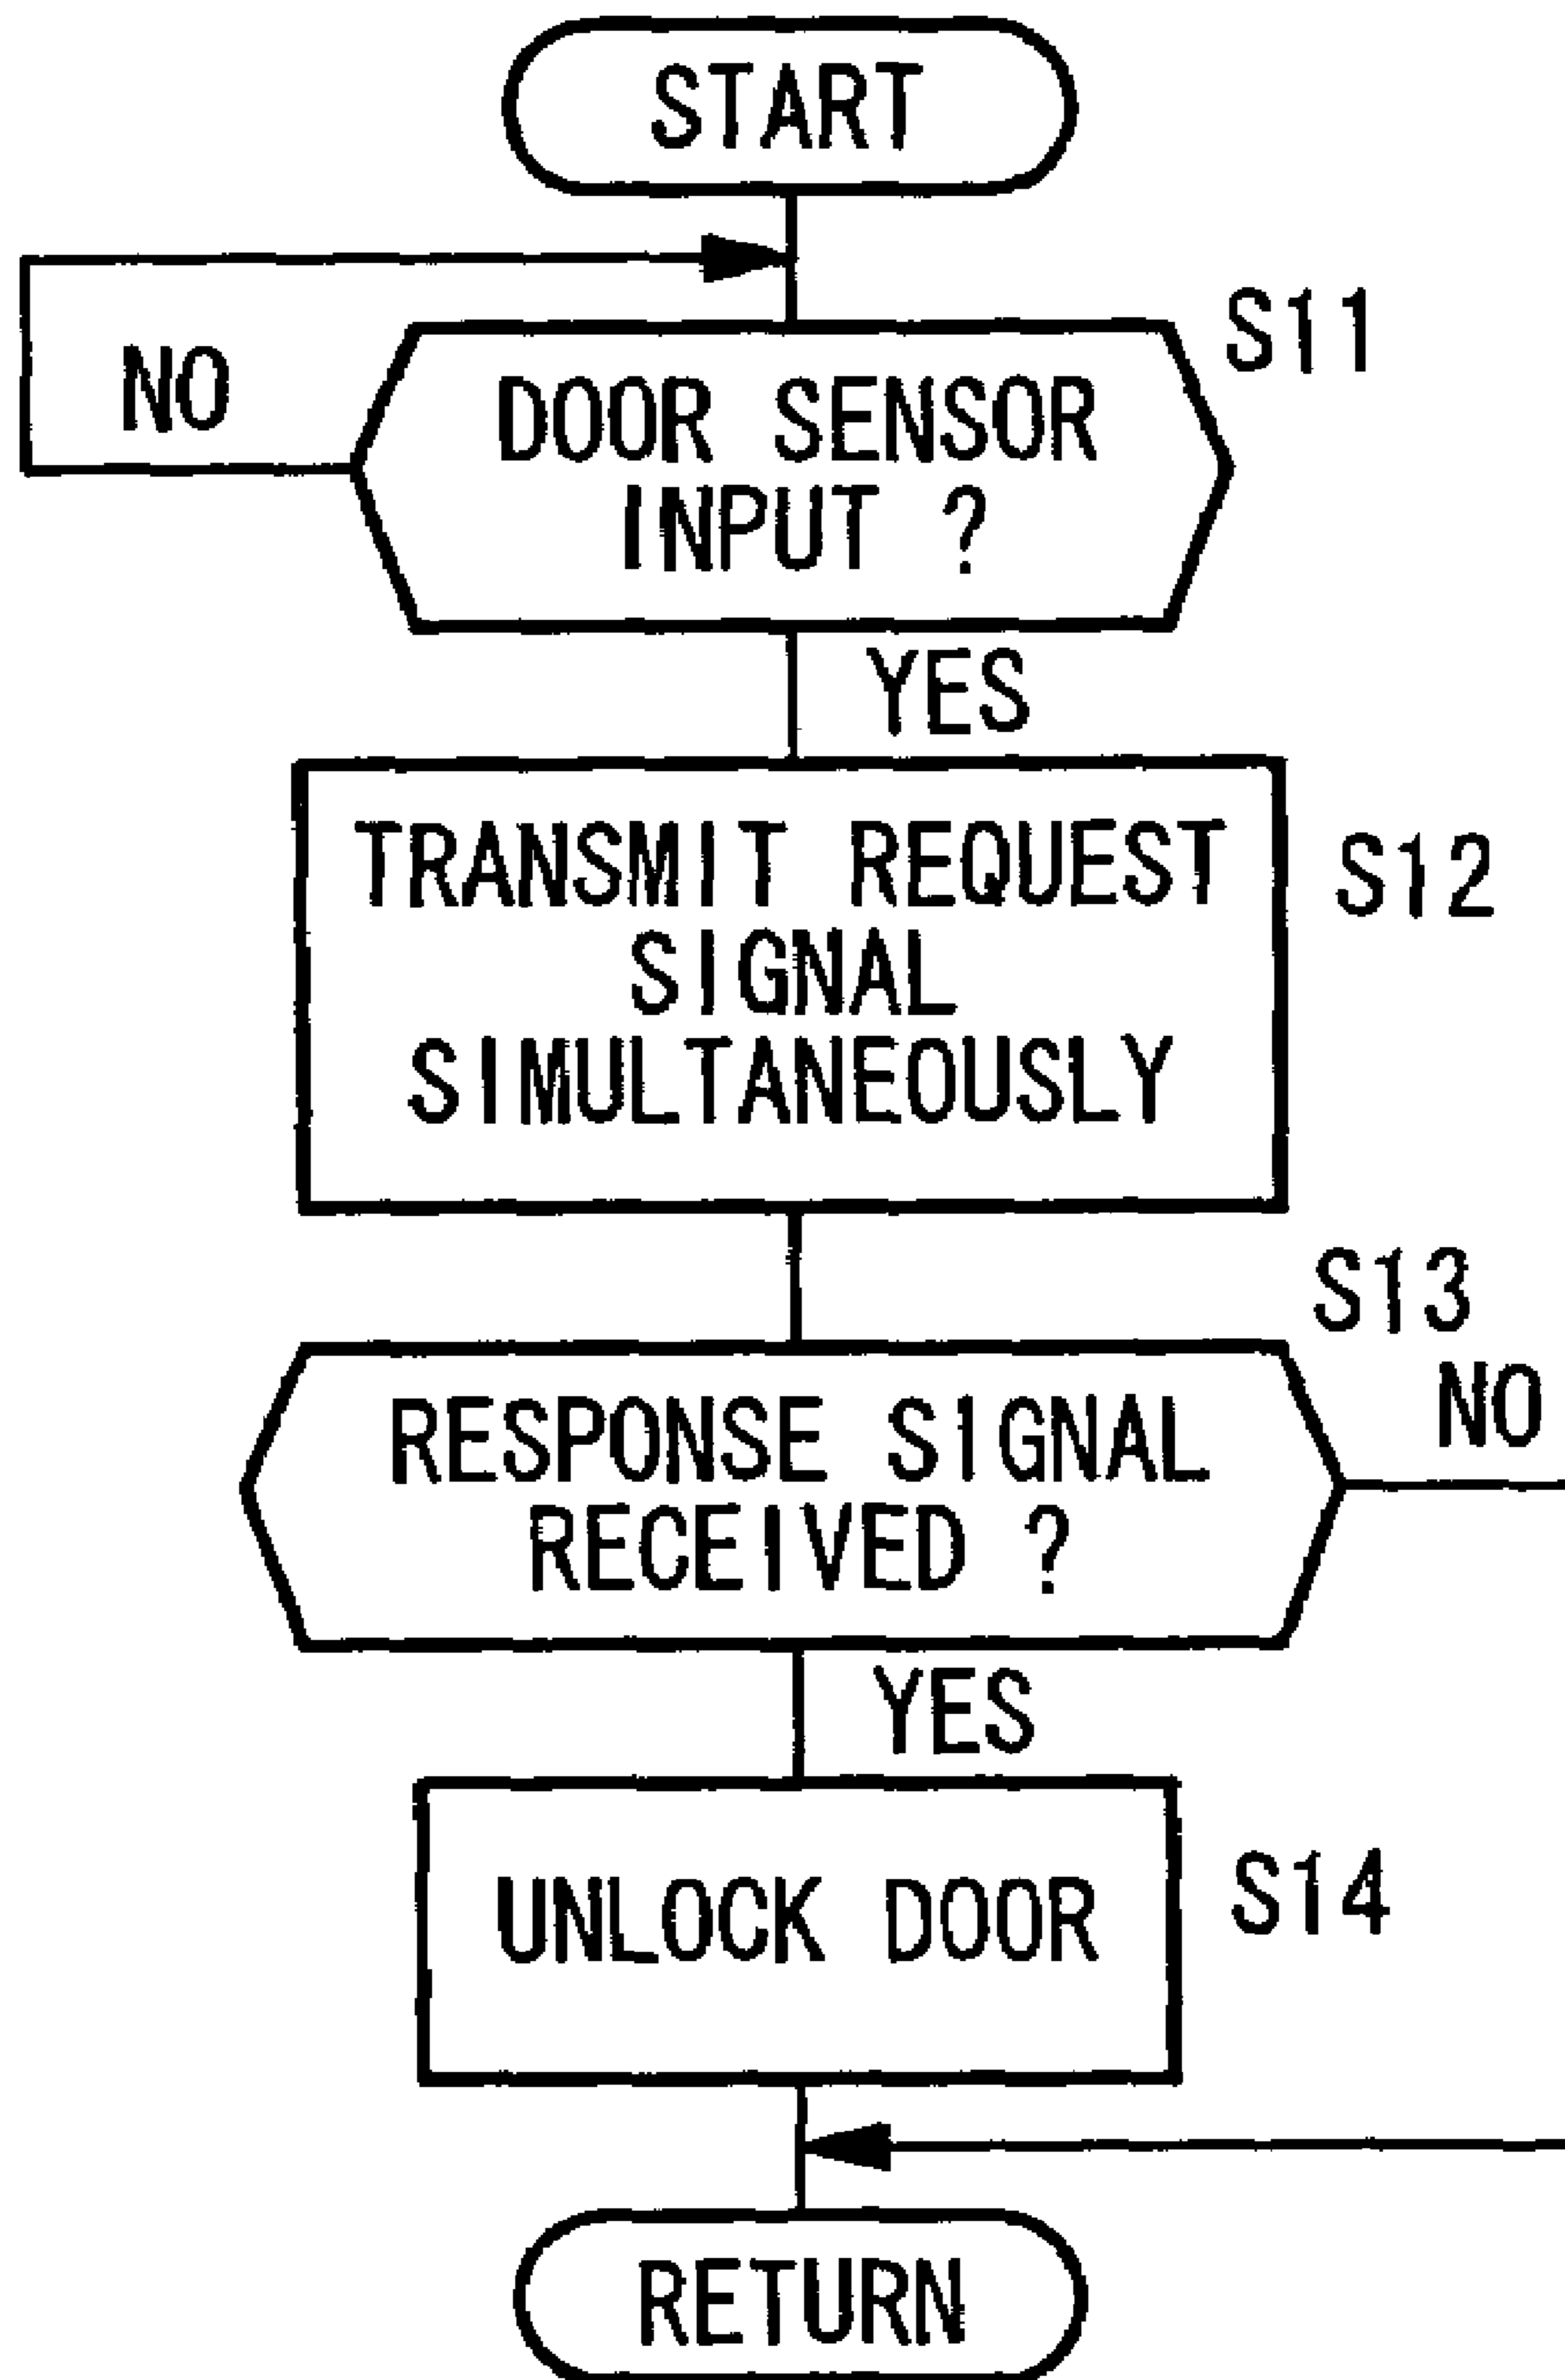 START
S11
NO
DOOR SENSOR
INPUT ?
YES
TRANSMIT REQUEST
SIGNAL
SIMULTANEOUSLY
S12
S13
NO
RESPONSE SIGNAL
RECEIVED ?
YES
UNLOCK DOOR
S14
RETURN